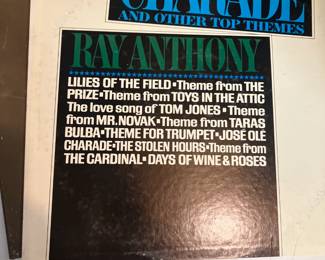 CHARADE
AND OTHER TOP THEMES
RAY ANTHONY
LILIES OF THE FIELD•Theme from THE
PRIZE•Theme from TOYS IN THE ATTIC
The love song of TOM JONES • Theme
from MR. NOVAK • Theme from TARAS
BULBA • THEME FOR TRUMPET • JOSÉ OLE
CHARADE•THE STOLEN HOURS•Theme from
THE CARDINAL • DAYS OF WINE & ROSES